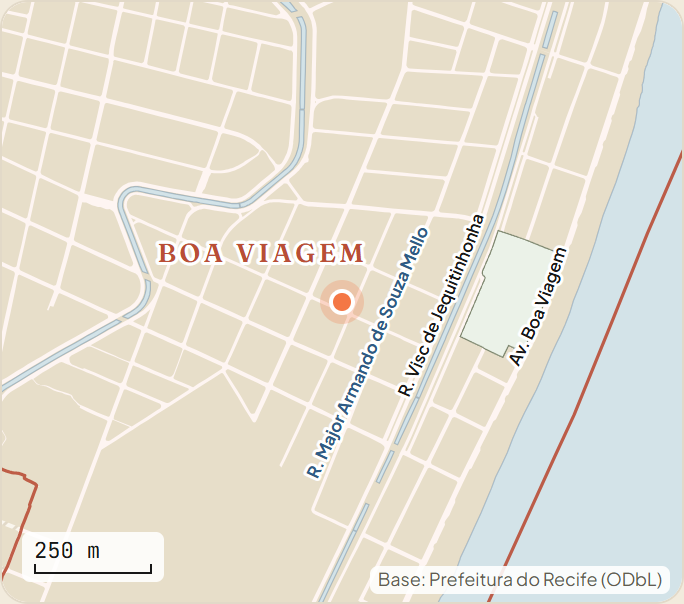 BOA VIAGEM
R. Major Armando de Souza Mello
R. Visc de Jequitinhonha
Av. Boa Viagem
250 m
Base: Prefeitura do Recife (ODbL)